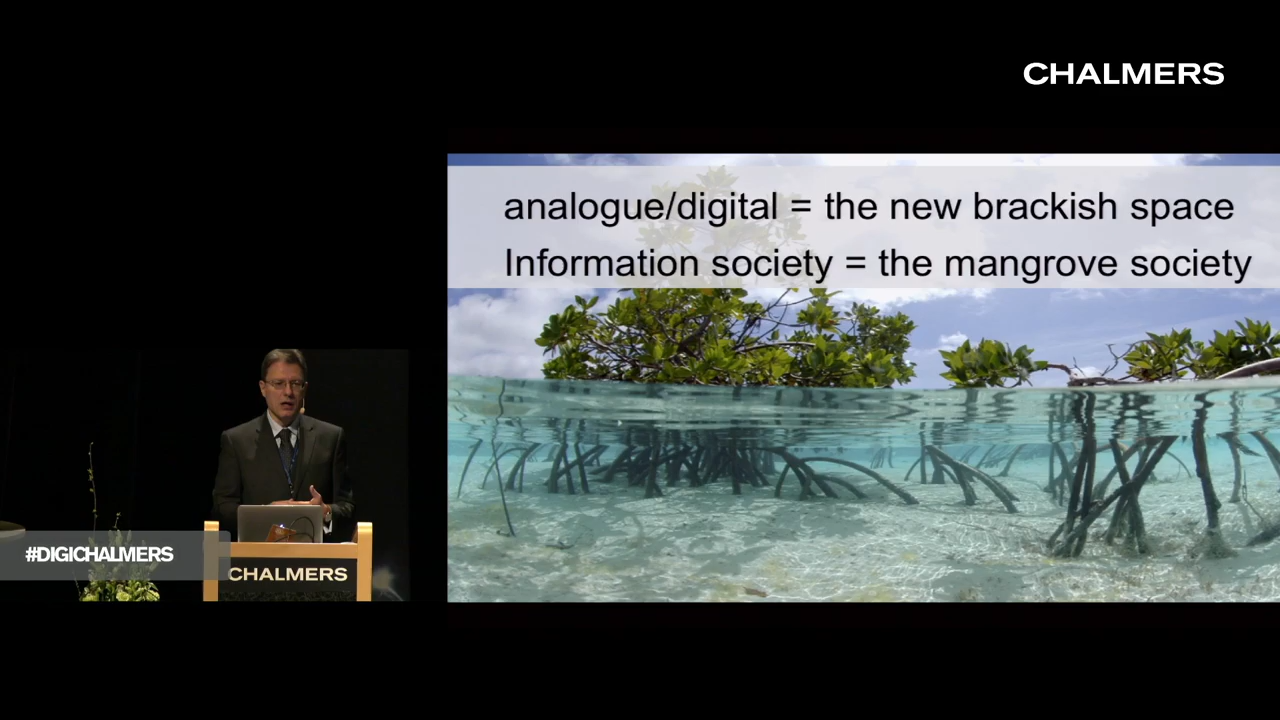 CHALMERS
analogue/digital = the new brackish space
Information society = the mangrove society
#DIGICHALMERS
CHALMERS